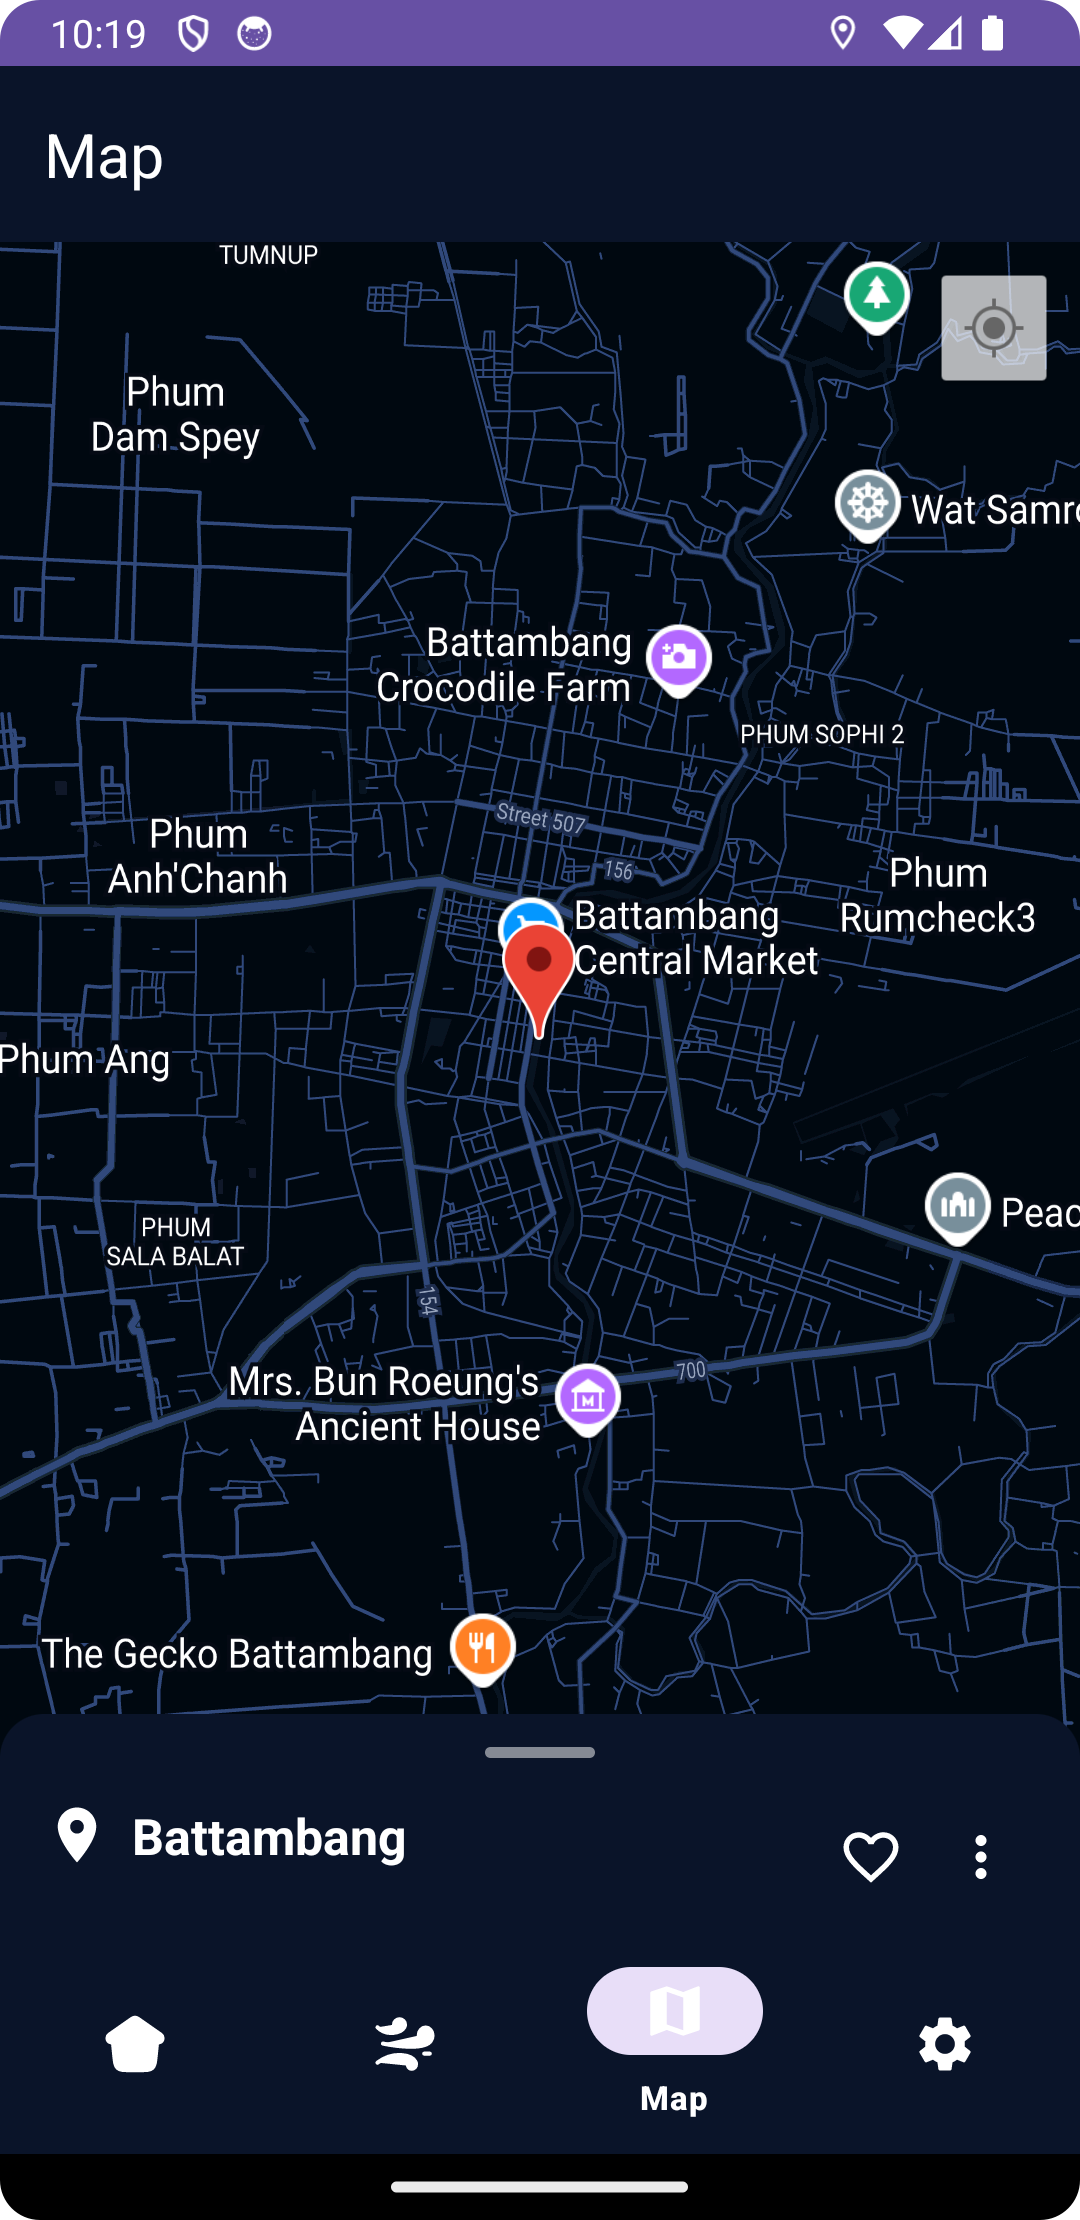 10:19
Map
TUMNUP
Phum
Dam Spey
Wat Samro
Battambang
Crocodile Farm
PHUM SOPHI 2
Street 507
156
Phum
Anh'Chanh
Phum
Rumcheck3
Battambang
Central Market
Phum Ang
Peac
PHUM
SALA BALAT
154
700
Mrs. Bun Roeung's
Ancient House
M
The Gecko Battambang
Battambang
Map